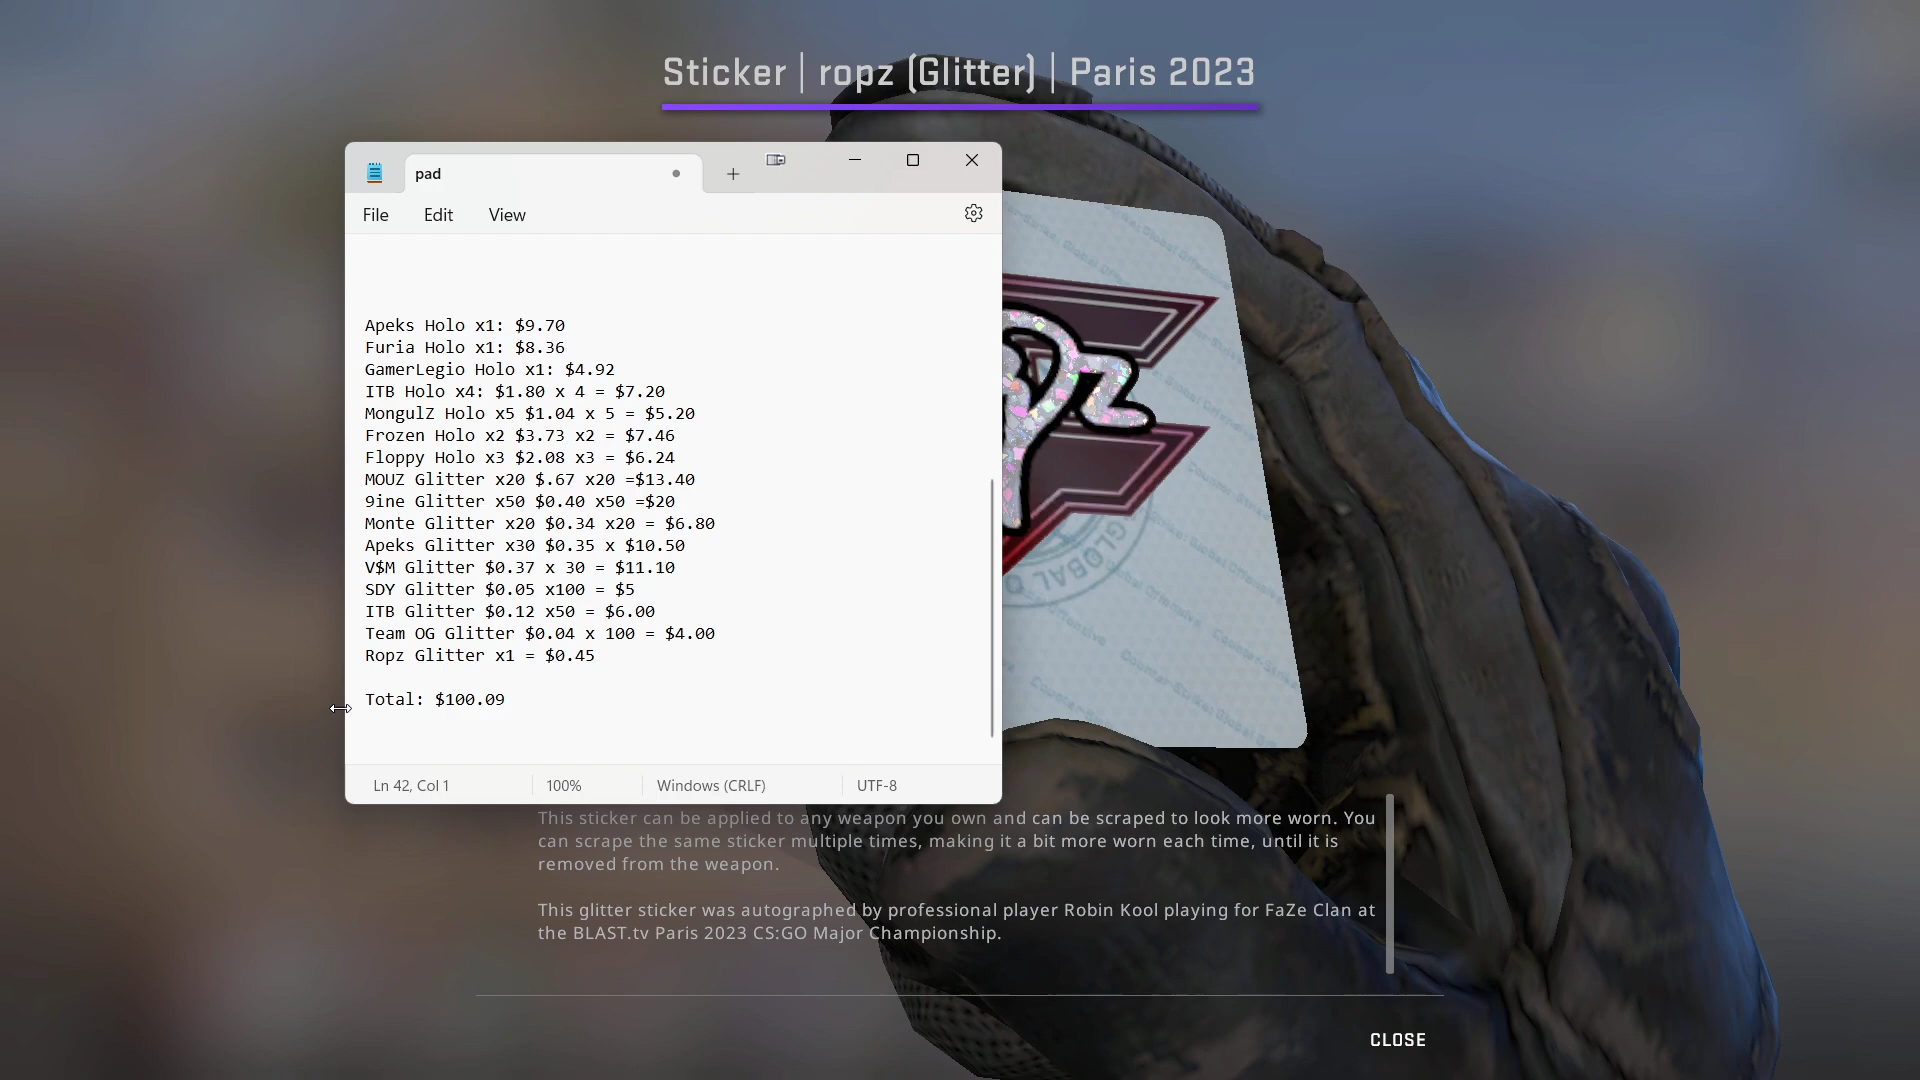 Sticker | ropz (Glitter) | Paris 2023
pad
File Edit View
Apeks Holo x1: $9.70
Furia Holo x1: $8.36
GamerLegio Holo x1: $4.92
ITB Holo x4: $1.80 x 4 = $7.20
MongulZ Holo x5 $1.04 x 5 = $5.20
Frozen Holo x2 $3.73 x2 = $7.46
Floppy Holo x3 $2.08 x3 = $6.24
MOUZ Glitter x20 $.67 x20 =$13.40
9ine Glitter x50 $0.40 x50 =$20
Monte Glitter x20 $0.34 x20 = $6.80
Apeks Glitter x30 $0.35 x $10.50
V$M Glitter $0.37 x 30 = $11.10
SDY Glitter $0.05 x100 = $5
ITB Glitter $0.12 x50 = $6.00
Team OG Glitter $0.04 x 100 = $4.00
Ropz Glitter x1 = $0.45
Total: $100.09
Ln 42, Col 1 100% Windows (CRLF) UTF-8
GLOBAL O
This sticker can be applied to any weapon you own and can be scraped to look more worn. You
can scrape the same sticker multiple times, making it a bit more worn each time, until it is
removed from the weapon.
This glitter sticker was autographed by professional player Robin Kool playing for FaZe Clan at
the BLAST.tv Paris 2023 CS:GO Major Championship.
CLOSE